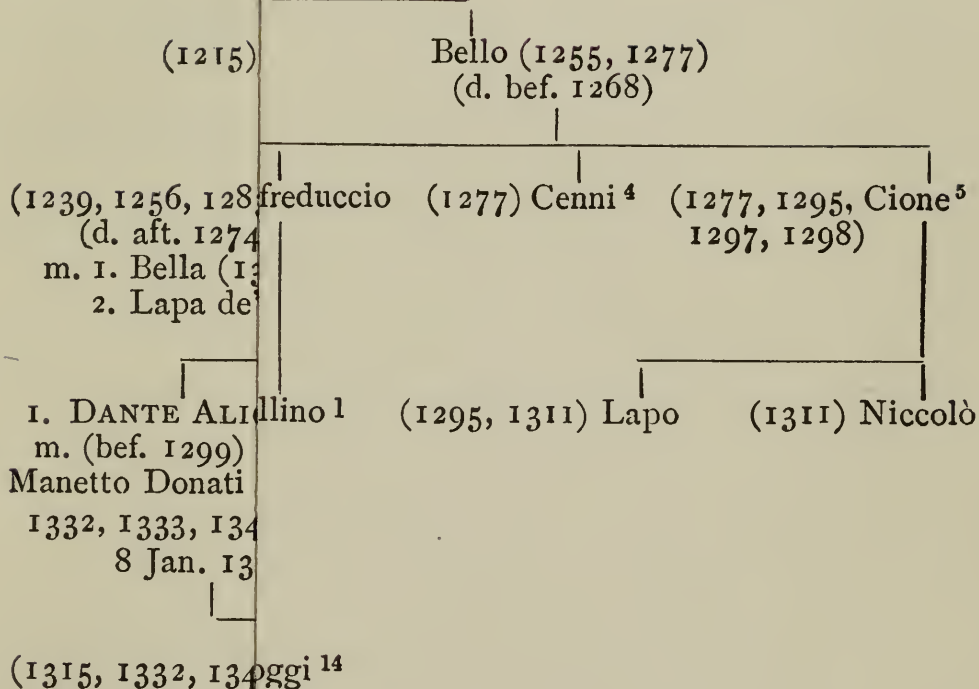 (1215) Bello (1255, 1277)
(d. bef. 1268)
(1239, 1256, 128 freduccio (1277) Cenni ⁴ (1277, 1295, Cione ⁵
(d. aft. 1274 1297, 1298)
m. 1. Bella (1
2. Lapa de'
1. DANTE ALI llino ¹ (1295, 1311) Lapo (1311) Niccolò
m. (bef. 1299)
Manetto Donati
1332, 1333, 134
8 Jan. 13
(1315, 1332, 134 ggi ¹⁴